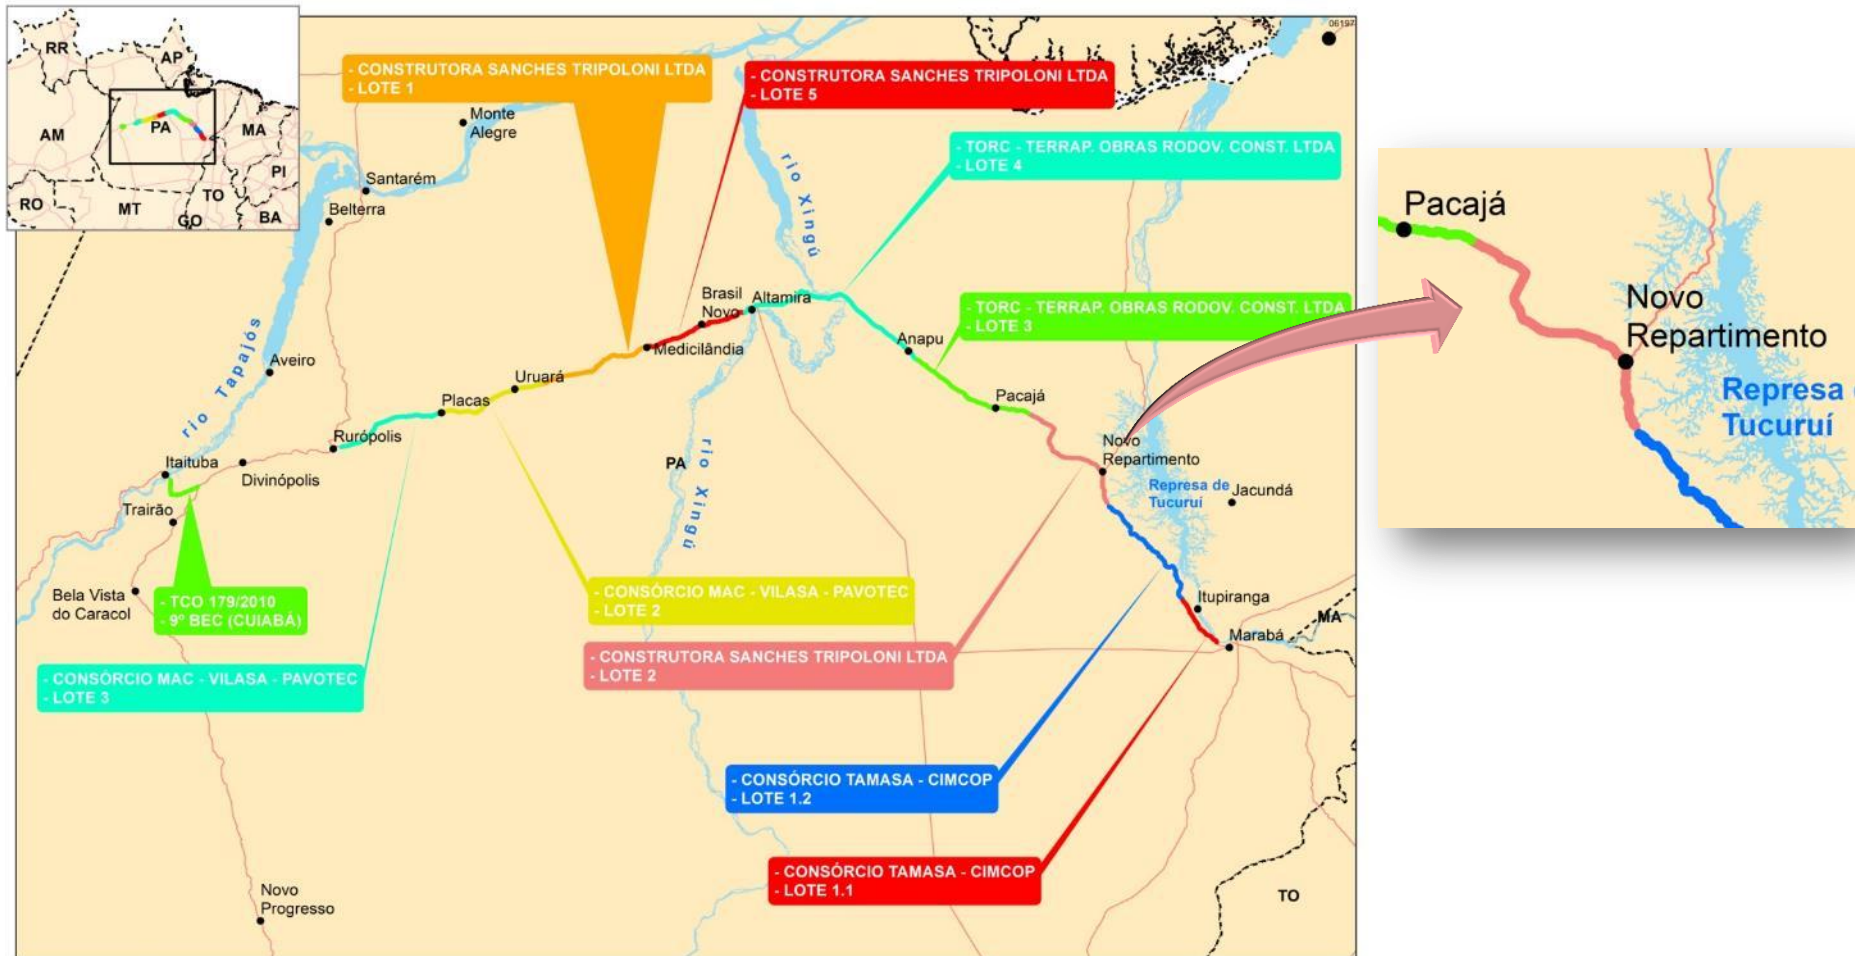 RR
AP
AM
PA
MA
PI
RO
MT
TO
GO
BA
06197
- CONSTRUTORA SANCHES TRIPOLONI LTDA
- LOTE 1
- CONSTRUTORA SANCHES TRIPOLONI LTDA
- LOTE 5
Monte
Alegre
- TORC - TERRAP. OBRAS RODOV. CONST. LTDA
- LOTE 4
Santarém
Belterra
rio Xingú
Brasil
Novo
Altamira
- TORC - TERRAP. OBRAS RODOV. CONST. LTDA
- LOTE 3
Anapu
Medicilândia
rio Tapajós
Aveiro
Uruará
Placas
Pacajá
Rurópolis
Novo
Repartimento
Itaituba
Divinópolis
PA
rio Xingú
Represa de
Tucuruí
Jacundá
Trairão
Bela Vista
do Caracol
- TCO 179/2010
- 9º BEC (CUIABÁ)
- CONSÓRCIO MAC - VILASA - PAVOTEC
- LOTE 2
Itupiranga
MA
Marabá
- CONSTRUTORA SANCHES TRIPOLONI LTDA
- LOTE 2
- CONSÓRCIO MAC - VILASA - PAVOTEC
- LOTE 3
- CONSÓRCIO TAMASA - CIMCOP
- LOTE 1.2
- CONSÓRCIO TAMASA - CIMCOP
- LOTE 1.1
Novo
Progresso
TO
Pacajá
Novo
Repartimento
Represa
Tucuruí